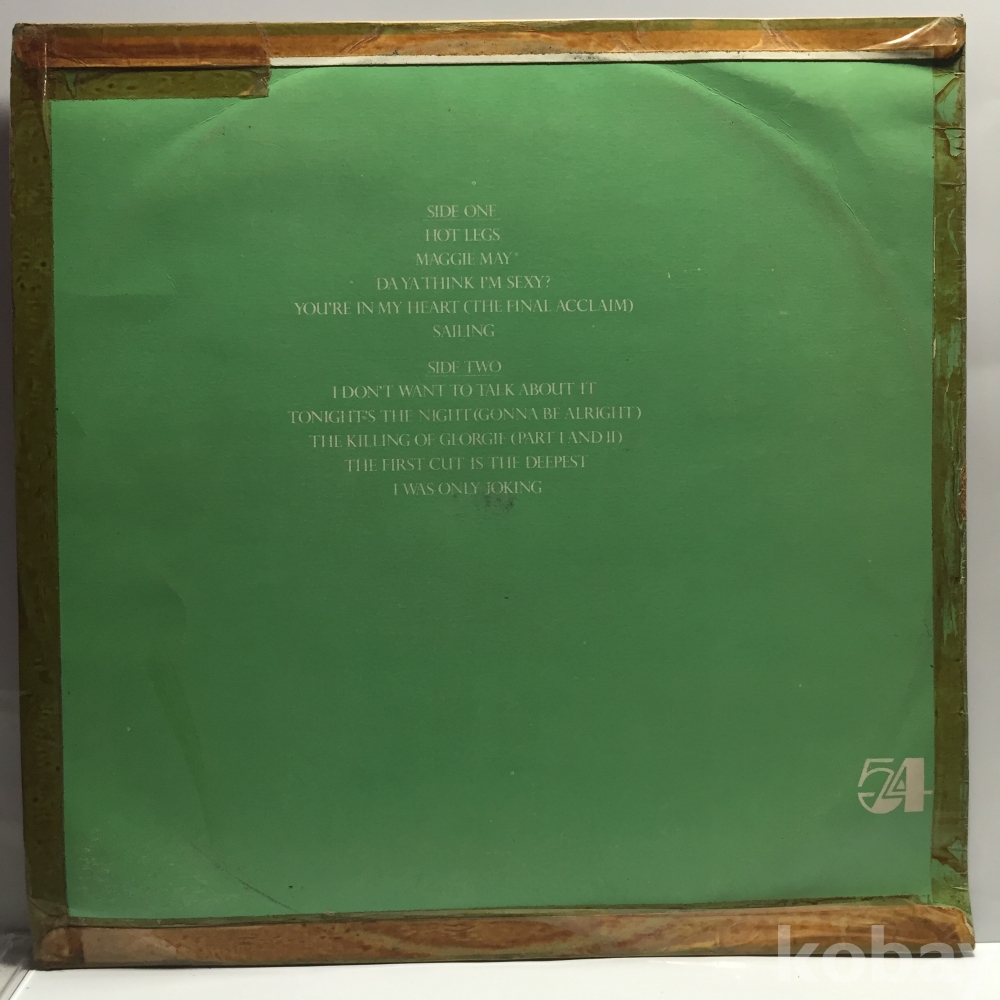 SIDE ONE
HOT LEGS
MAGGIE MAY
DA YA THINK I'M SEXY?
YOU'RE IN MY HEART (THE FINAL ACCLAIM)
SAILING
SIDE TWO
I DON'T WANT TO TALK ABOUT IT
TONIGHT'S THE NIGHT (GONNA BE ALRIGHT)
THE KILLING OF GEORGIE (PART I AND II)
THE FIRST CUT IS THE DEEPEST
I WAS ONLY JOKING
54
kobay